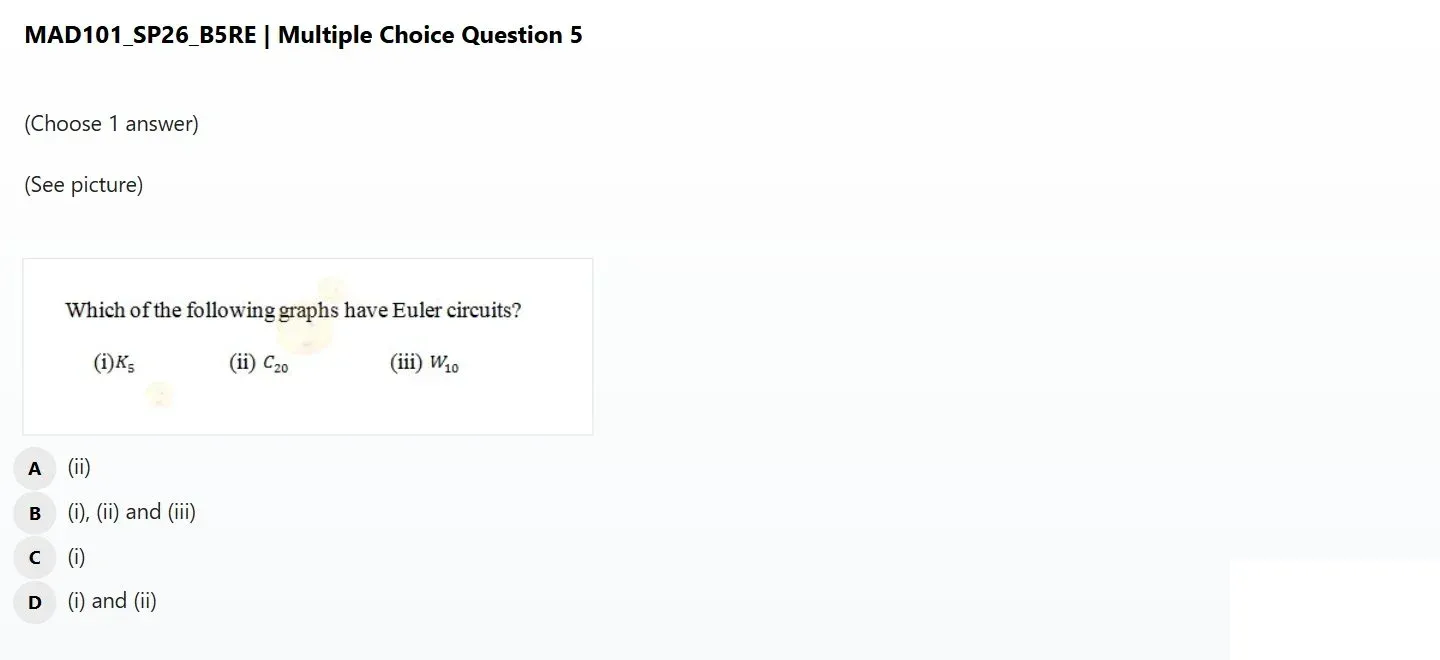 MAD101_SP26_B5RE | Multiple Choice Question 5
(Choose 1 answer)
(See picture)
Which of the following graphs have Euler circuits?
(i)K₅ (ii) C₂₀ (iii) W₁₀
A (ii)
B (i), (ii) and (iii)
C (i)
D (i) and (ii)